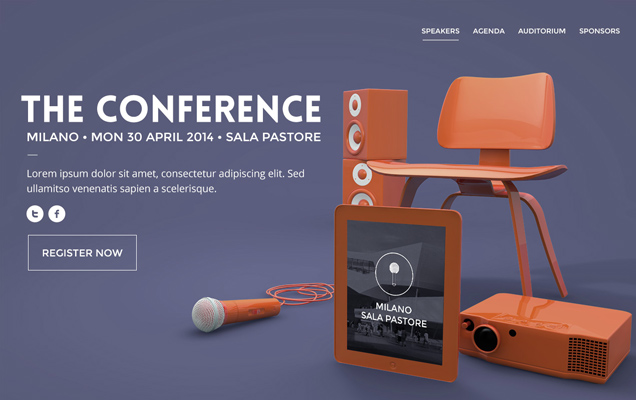 SPEAKERS AGENDA AUDITORIUM SPONSORS
THE CONFERENCE
MILANO • MON 30 APRIL 2014 • SALA PASTORE
Lorem ipsum dolor sit amet, consectetur adipiscing elit. Sed
ullamitso venenatis sapien a scelerisque.
REGISTER NOW
MILANO
SALA PASTORE